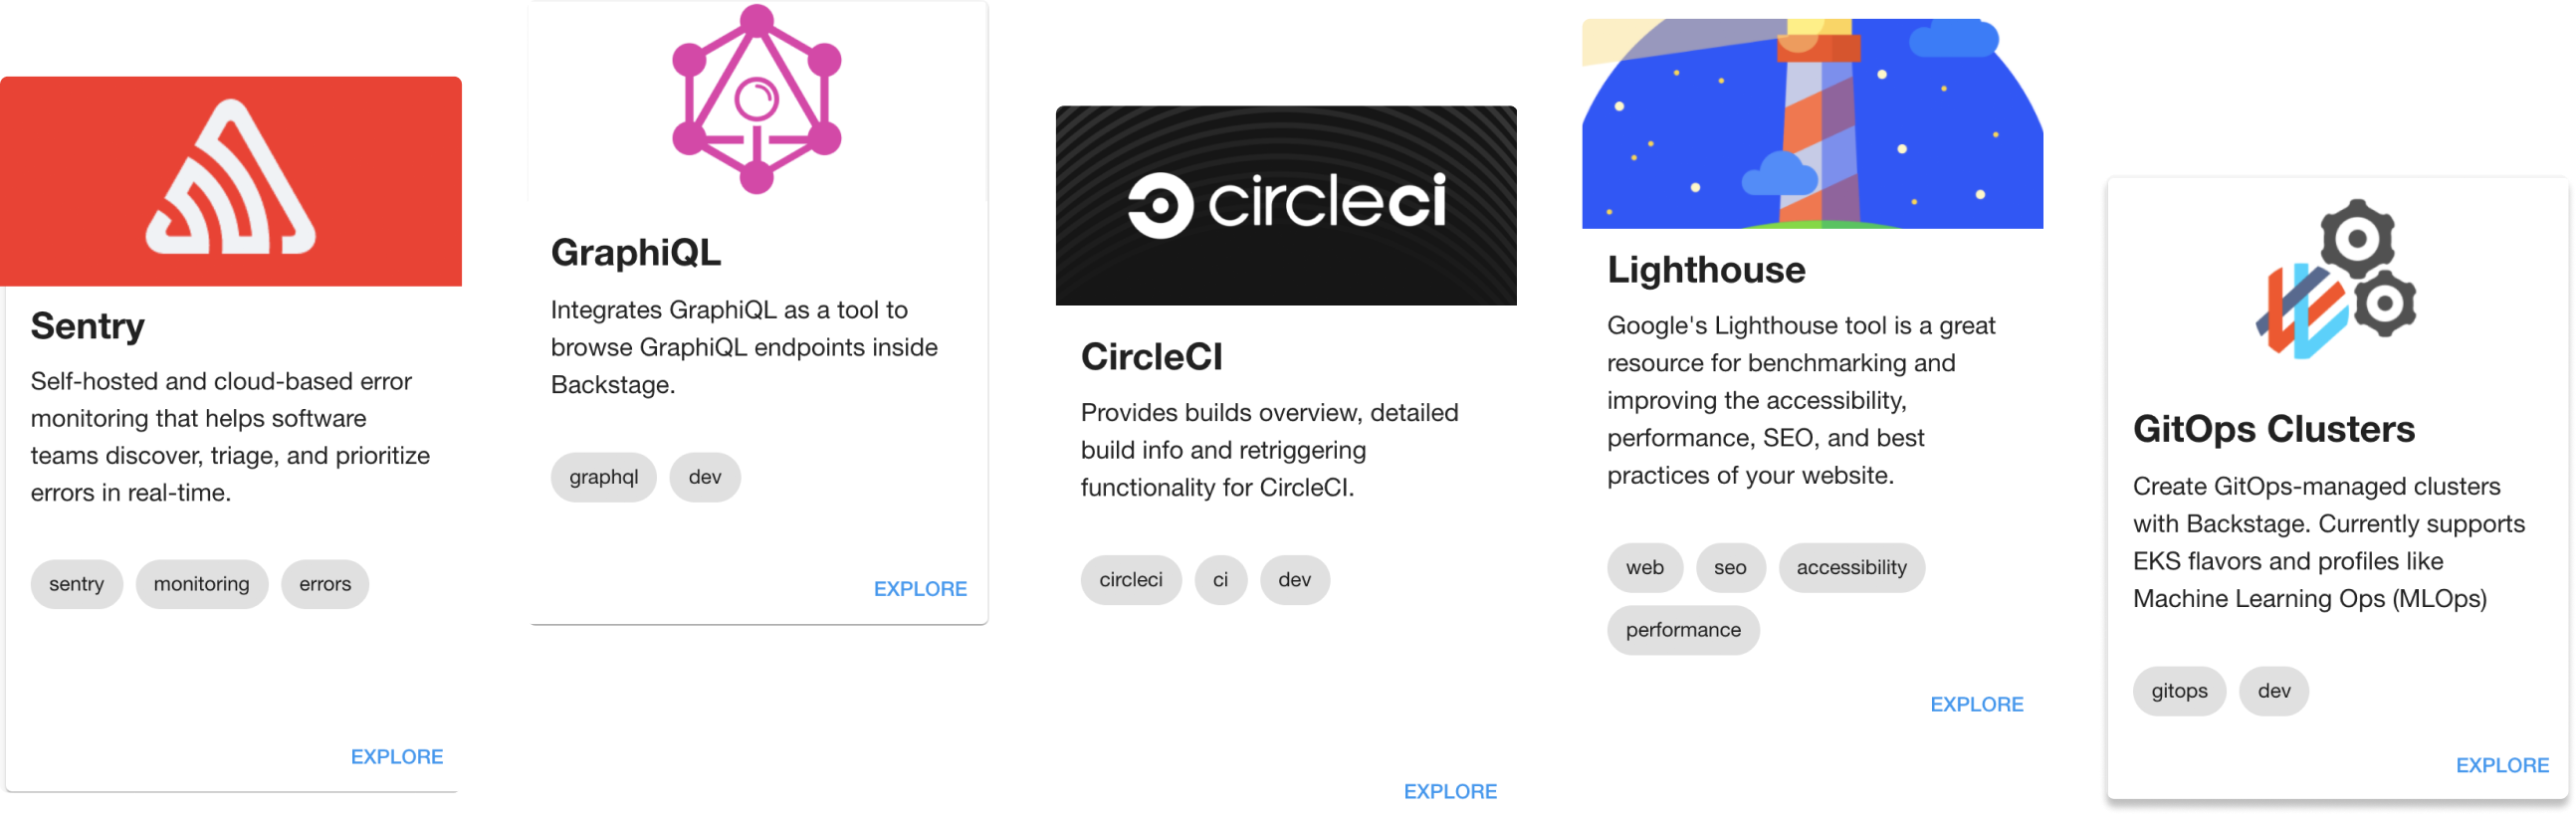 Sentry
Self-hosted and cloud-based error
monitoring that helps software
teams discover, triage, and prioritize
errors in real-time.
sentry monitoring errors
EXPLORE
GraphiQL
Integrates GraphiQL as a tool to
browse GraphiQL endpoints inside
Backstage.
graphql dev
EXPLORE
circleci
CircleCI
Provides builds overview, detailed
build info and retriggering
functionality for CircleCI.
circleci ci dev
EXPLORE
Lighthouse
Google's Lighthouse tool is a great
resource for benchmarking and
improving the accessibility,
performance, SEO, and best
practices of your website.
web seo accessibility
performance
EXPLORE
GitOps Clusters
Create GitOps-managed clusters
with Backstage. Currently supports
EKS flavors and profiles like
Machine Learning Ops (MLOps)
gitops dev
EXPLORE